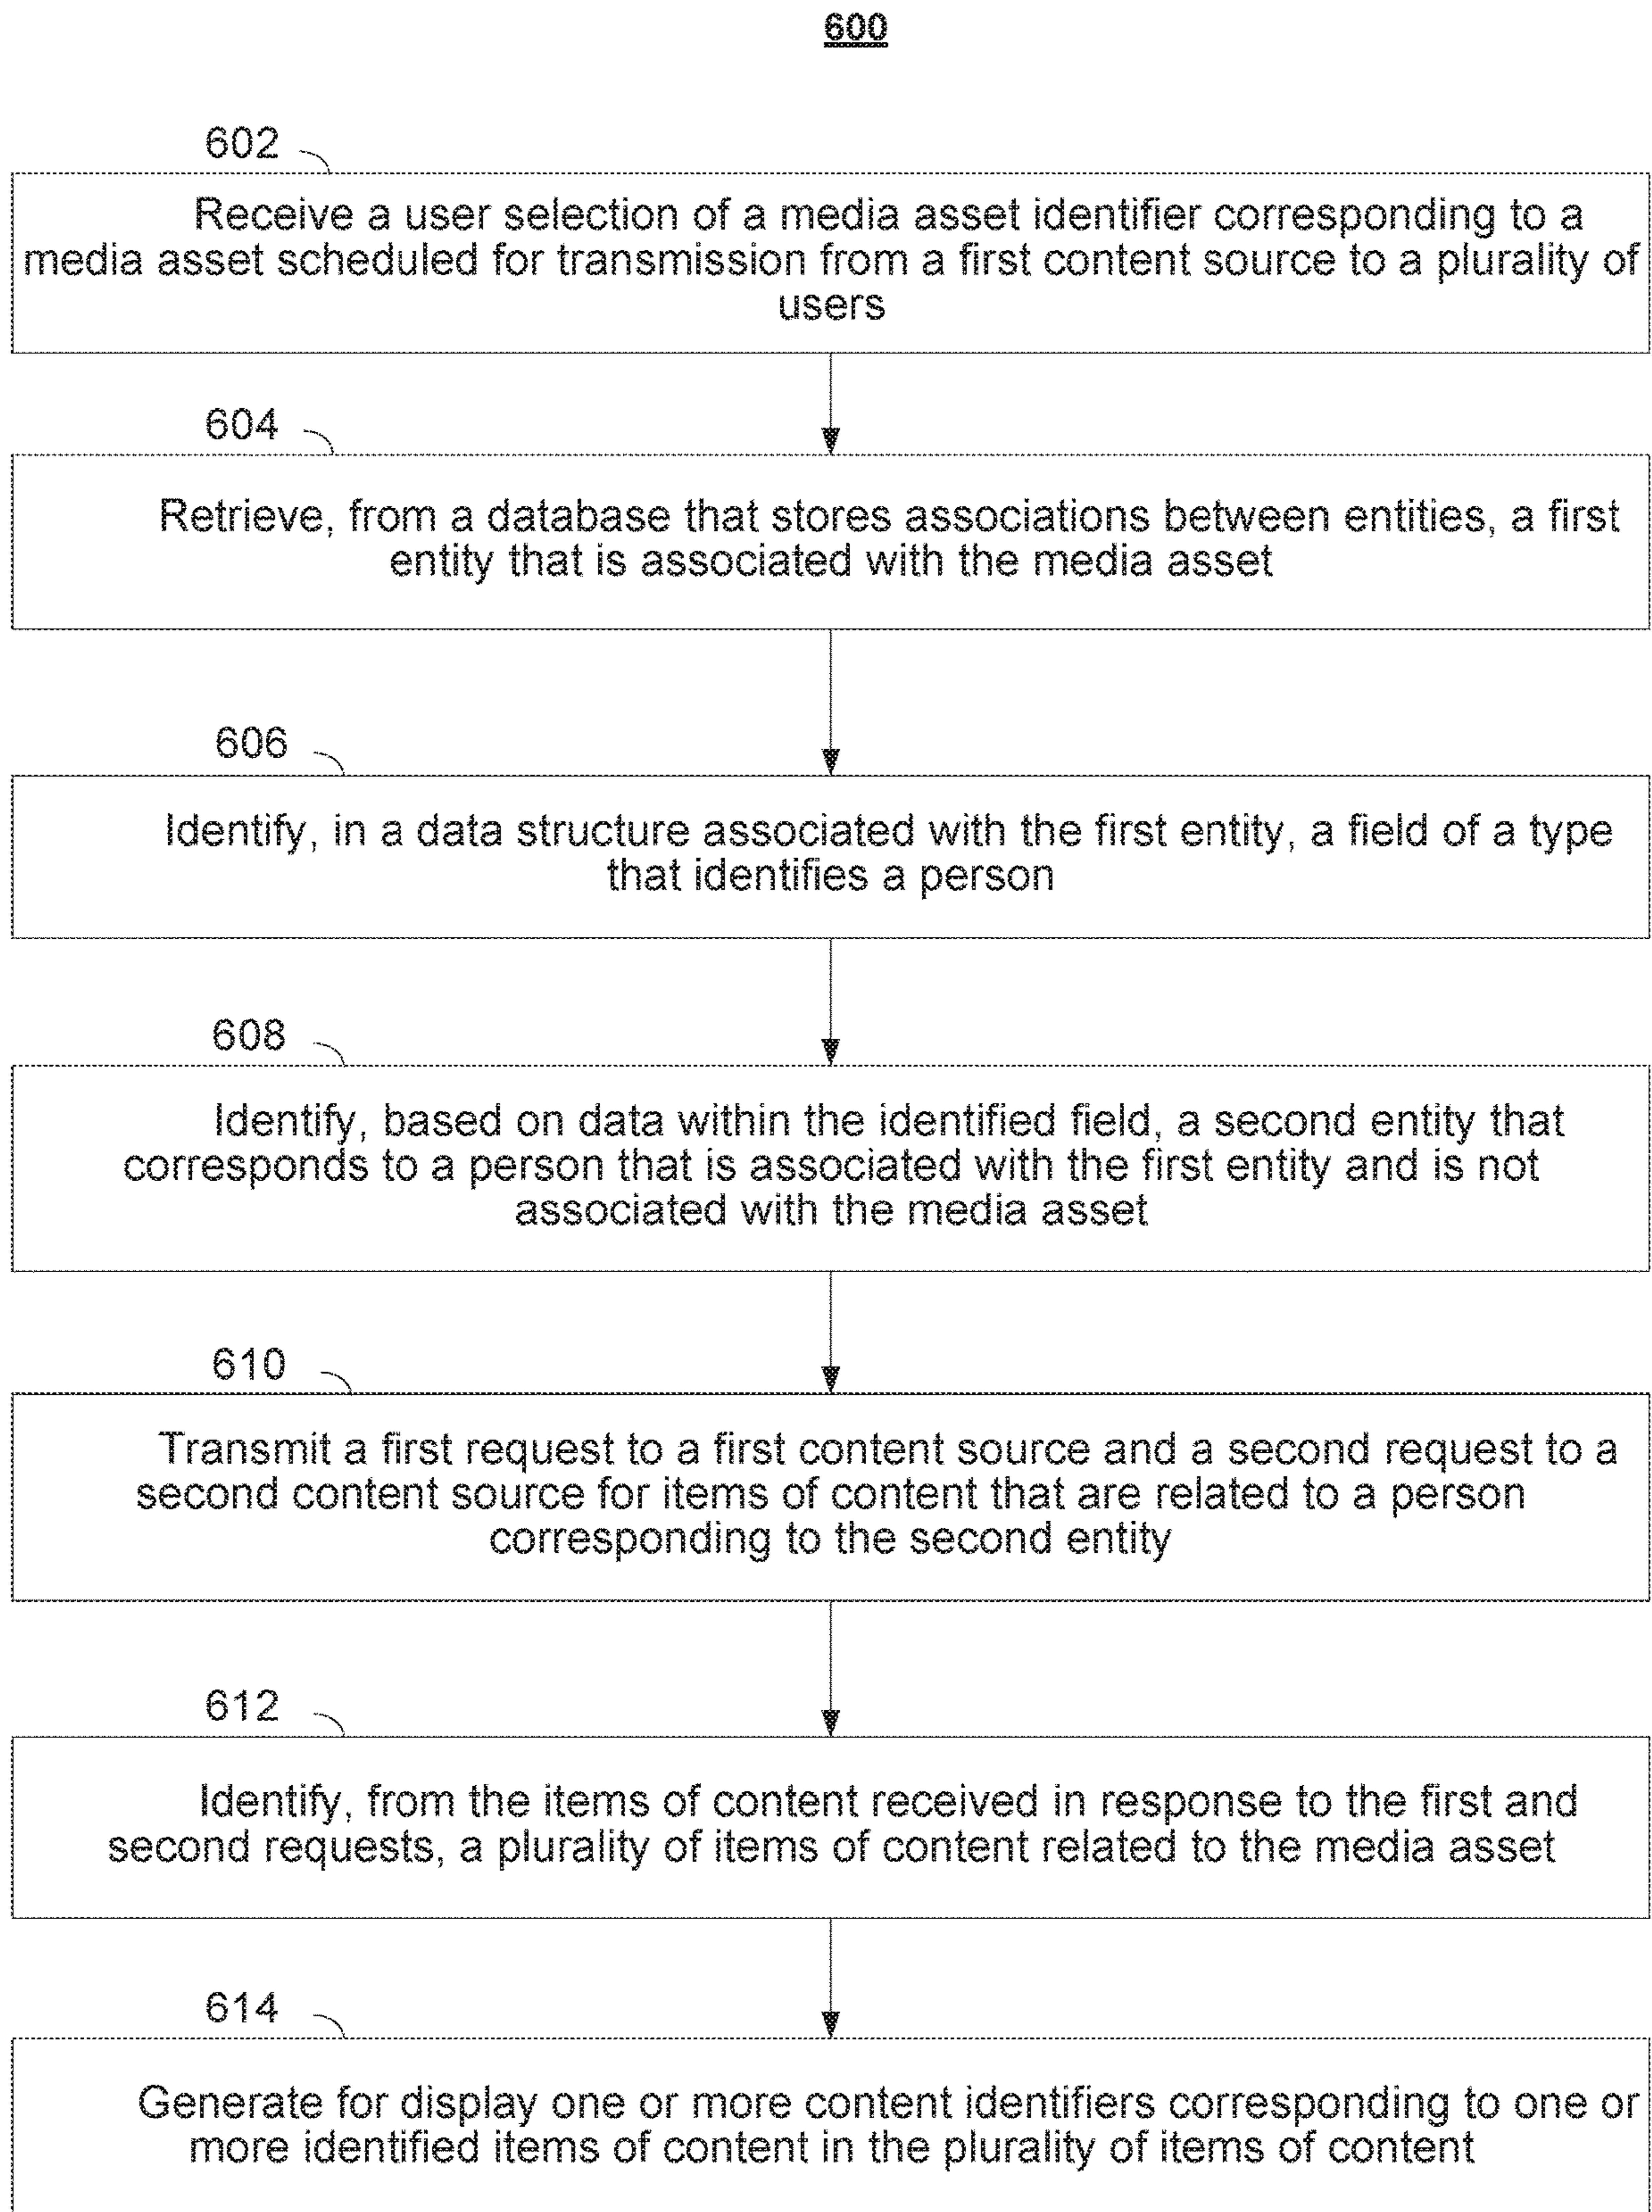 600
602
Receive a user selection of a media asset identifier corresponding to a
media asset scheduled for transmission from a first content source to a plurality of
users
604
Retrieve, from a database that stores associations between entities, a first
entity that is associated with the media asset
606
Identify, in a data structure associated with the first entity, a field of a type
that identifies a person
608
Identify, based on data within the identified field, a second entity that
corresponds to a person that is associated with the first entity and is not
associated with the media asset
610
Transmit a first request to a first content source and a second request to a
second content source for items of content that are related to a person
corresponding to the second entity
612
Identify, from the items of content received in response to the first and
second requests, a plurality of items of content related to the media asset
614
Generate for display one or more content identifiers corresponding to one or
more identified items of content in the plurality of items of content